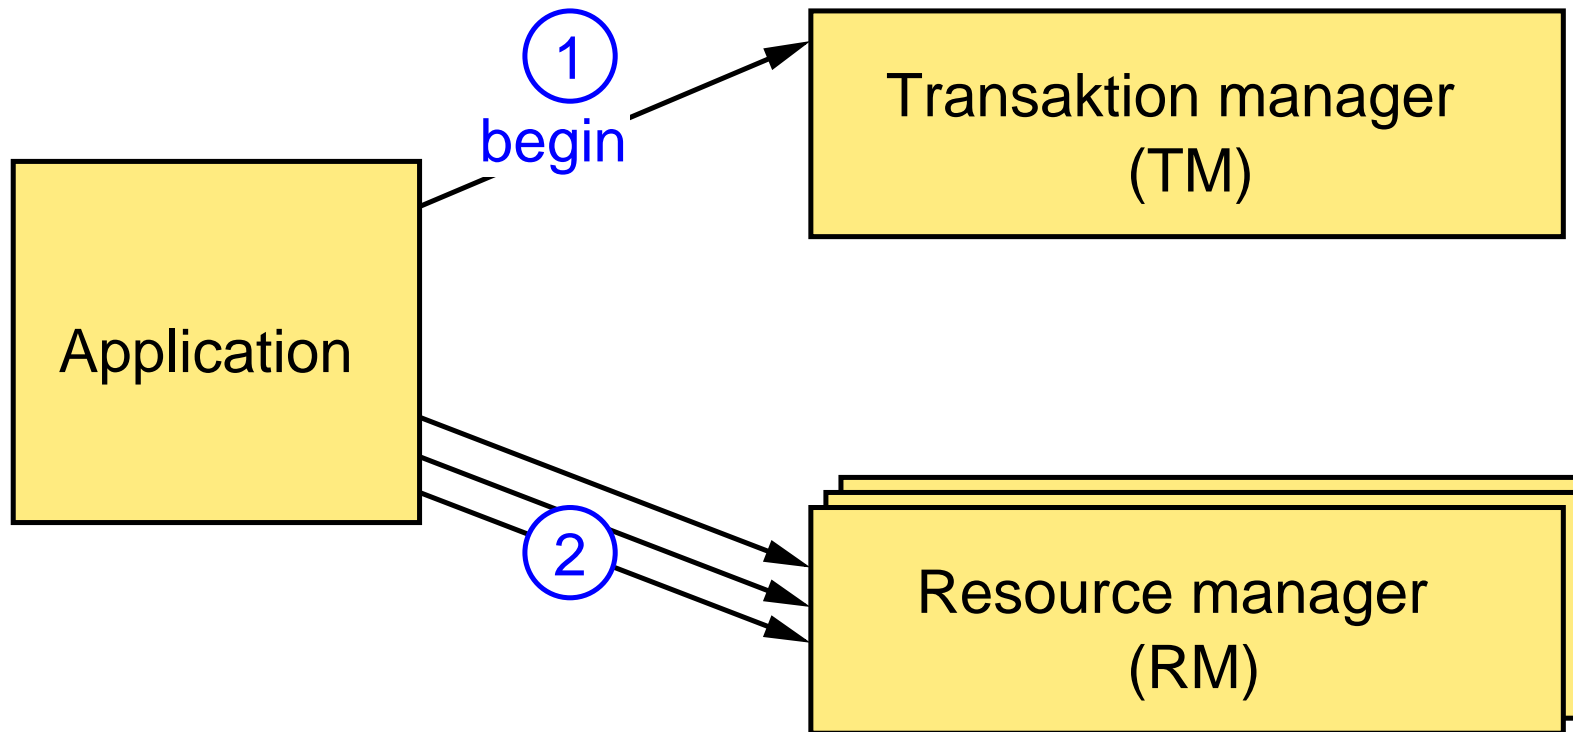 1
begin
Transaktion manager
(TM)
Application
2
Resource manager
(RM)